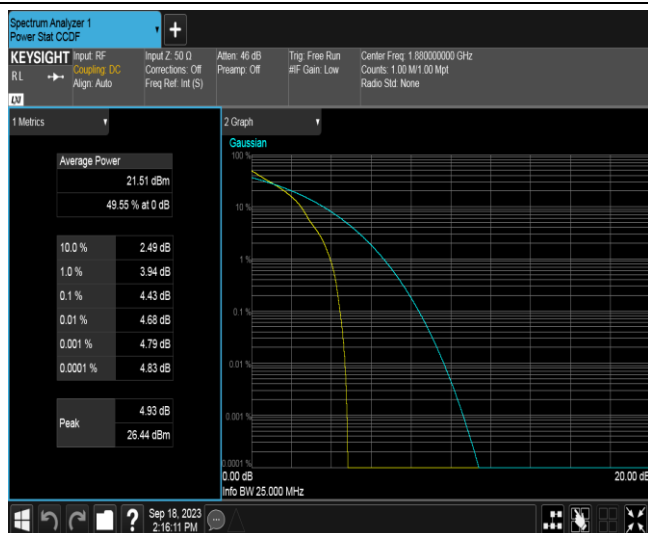 Spectrum Analyzer 1
Power Stat CCDF
KEYSIGHT
RL
Input: RF
Coupling: DC
Align: Auto
Input Z: 50 Ω
Corrections: Off
Freq Ref: Int (S)
Atten: 46 dB
Preamp: Off
Trig: Free Run
#IF Gain: Low
Center Freq: 1.880000000 GHz
Counts: 1.00 M/1.00 Mpt
Radio Std: None
LXI
1 Metrics
Average Power
21.51 dBm
49.55 % at 0 dB
10.0 % 2.49 dB
1.0 % 3.94 dB
0.1 % 4.43 dB
0.01 % 4.68 dB
0.001 % 4.79 dB
0.0001 % 4.83 dB
Peak
4.93 dB
26.44 dBm
2 Graph
Gaussian
100 %
10 %
1 %
0.1 %
0.01 %
0.001 %
0.0001 %
0.00 dB
20.00 dB
Info BW 25.000 MHz
?
Sep 18, 2023
2:16:11 PM